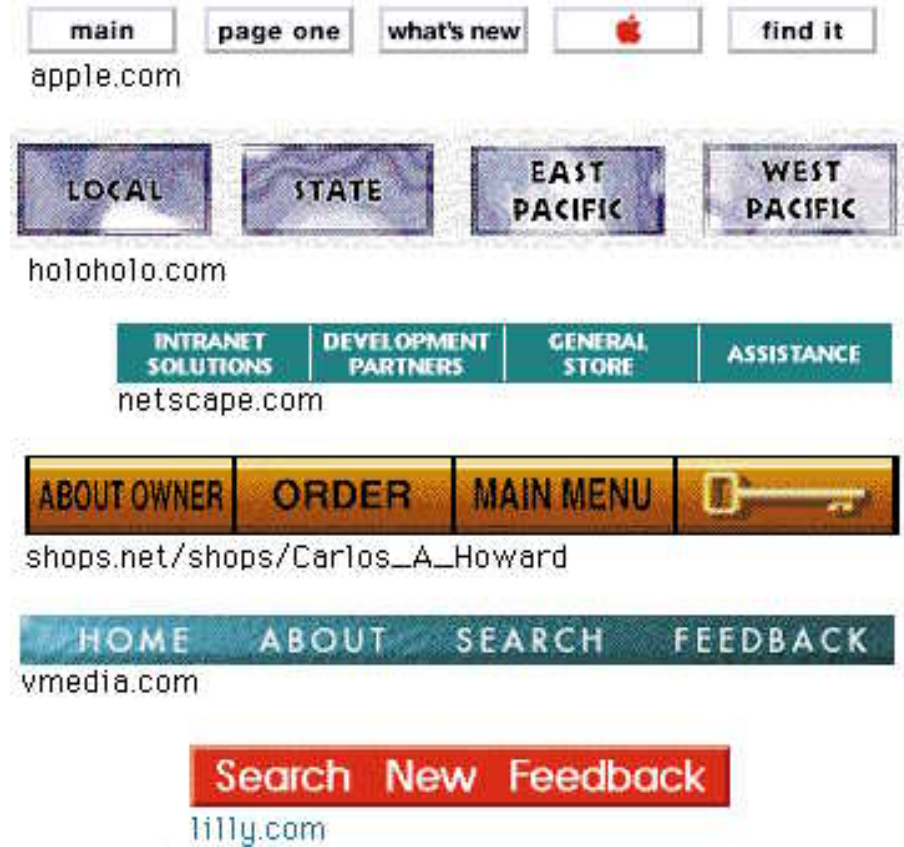 main page one what's new find it
apple.com
LOCAL STATE EAST PACIFIC WEST PACIFIC
holoholo.com
INTRANET SOLUTIONS DEVELOPMENT PARTNERS GENERAL STORE ASSISTANCE
netscape.com
ABOUT OWNER ORDER MAIN MENU
shops.net/shops/Carlos_A_Howard
HOME ABOUT SEARCH FEEDBACK
vmedia.com
Search New Feedback
lilly.com